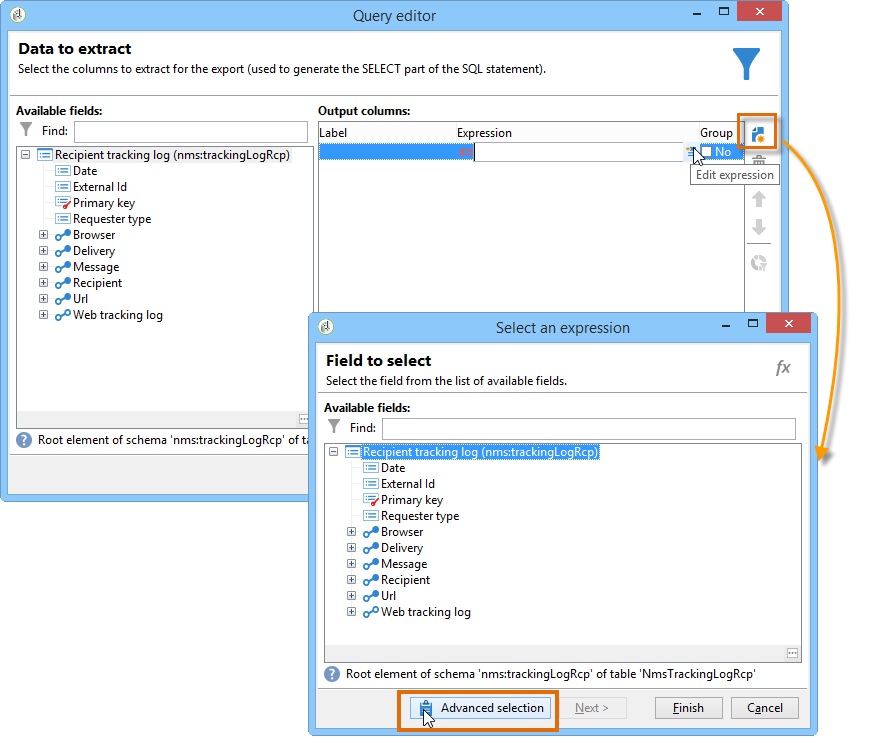 Query editor
Data to extract
Select the columns to extract for the export (used to generate the SELECT part of the SQL statement).
Available fields:
Find:
Recipient tracking log (nms:trackingLogRcp)
Date
External Id
Primary key
Requester type
Browser
Delivery
Message
Recipient
Url
Web tracking log
Root element of schema 'nms:trackingLogRcp' of ta
Output columns:
Label Expression Group
No
Edit expression
Select an expression
Field to select
fx
Select the field from the list of available fields.
Available fields:
Find:
Recipient tracking log (nms:trackingLogRcp)
Date
External Id
Primary key
Requester type
Browser
Delivery
Message
Recipient
Url
Web tracking log
Root element of schema 'nms:trackingLogRcp' of table 'NmsTrackingLogRcp'
Advanced selection Next > Finish Cancel